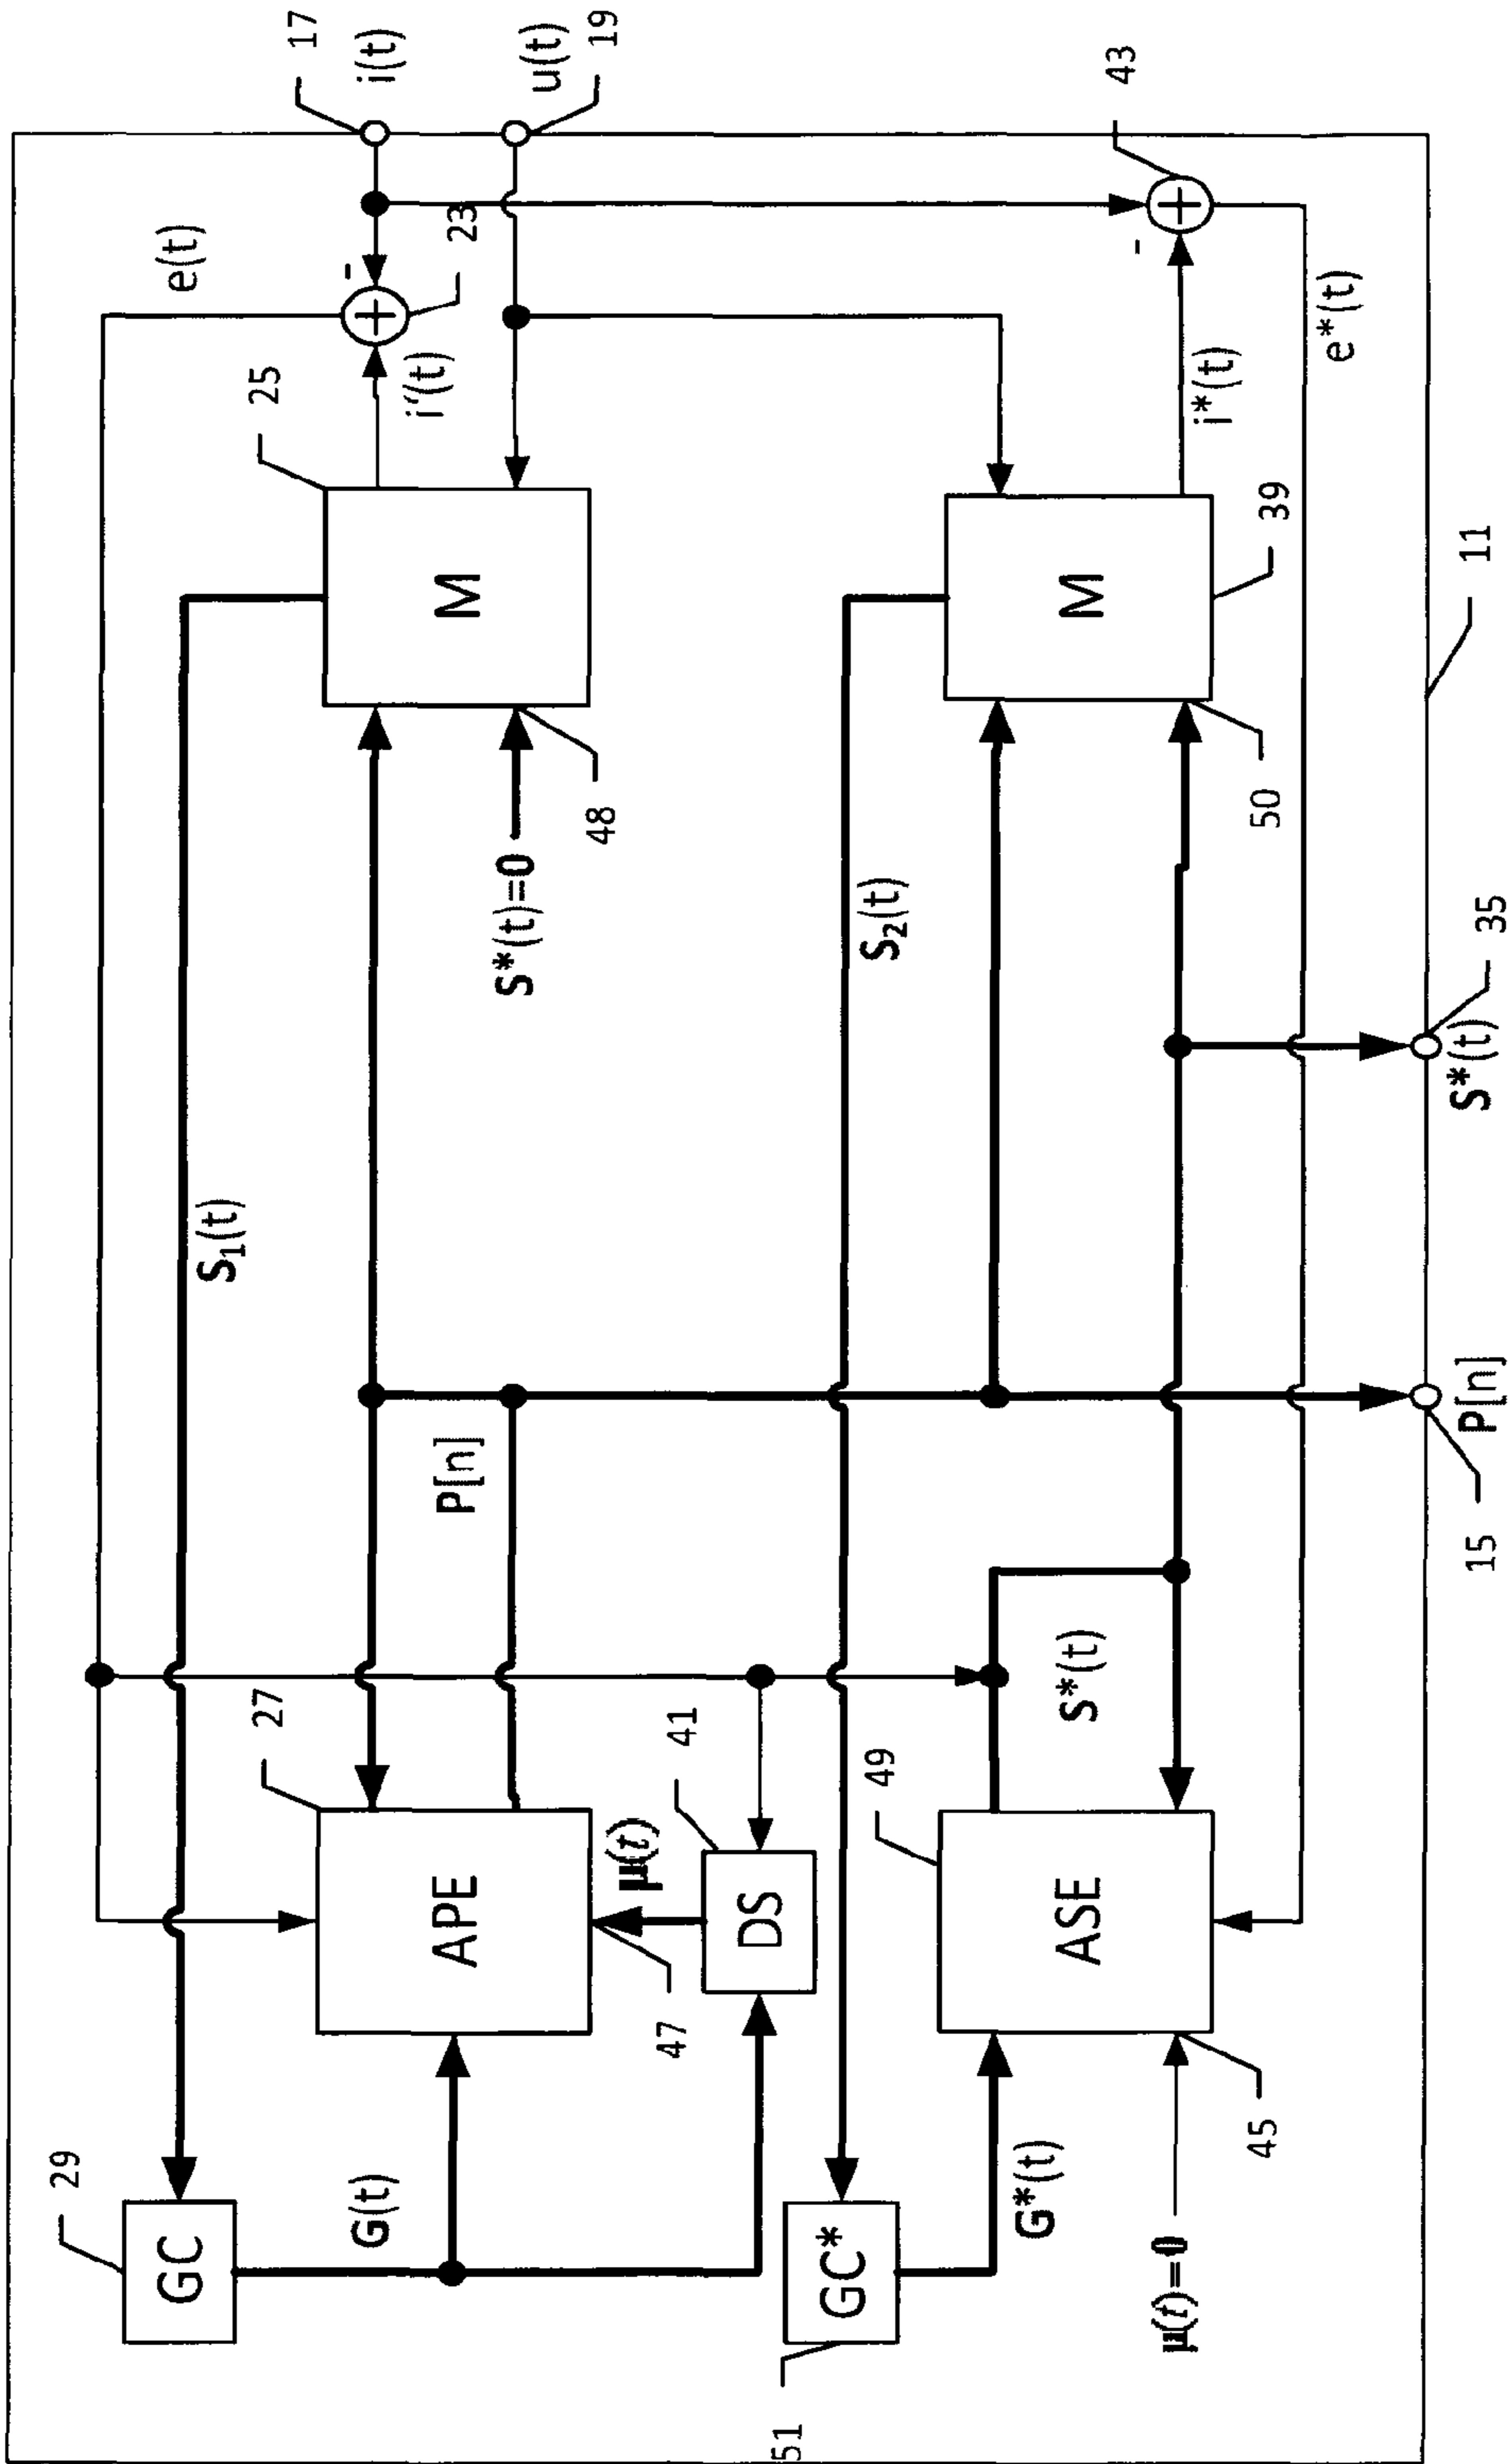 29
GC
G(t)
51
GC*
G*(t)
μ(t)=0
45
27
APE
47
μ(t)
41
DS
49
ASE
S*(t)
S₁(t)
P[n]
S₂(t)
S*(t)=0
48
15
P[n]
35
S*(t)
25
M
50
M
39
11
e(t)
i‘(t)
23
-
17
i(t)
u(t)
19
i*(t)
e*(t)
-
43